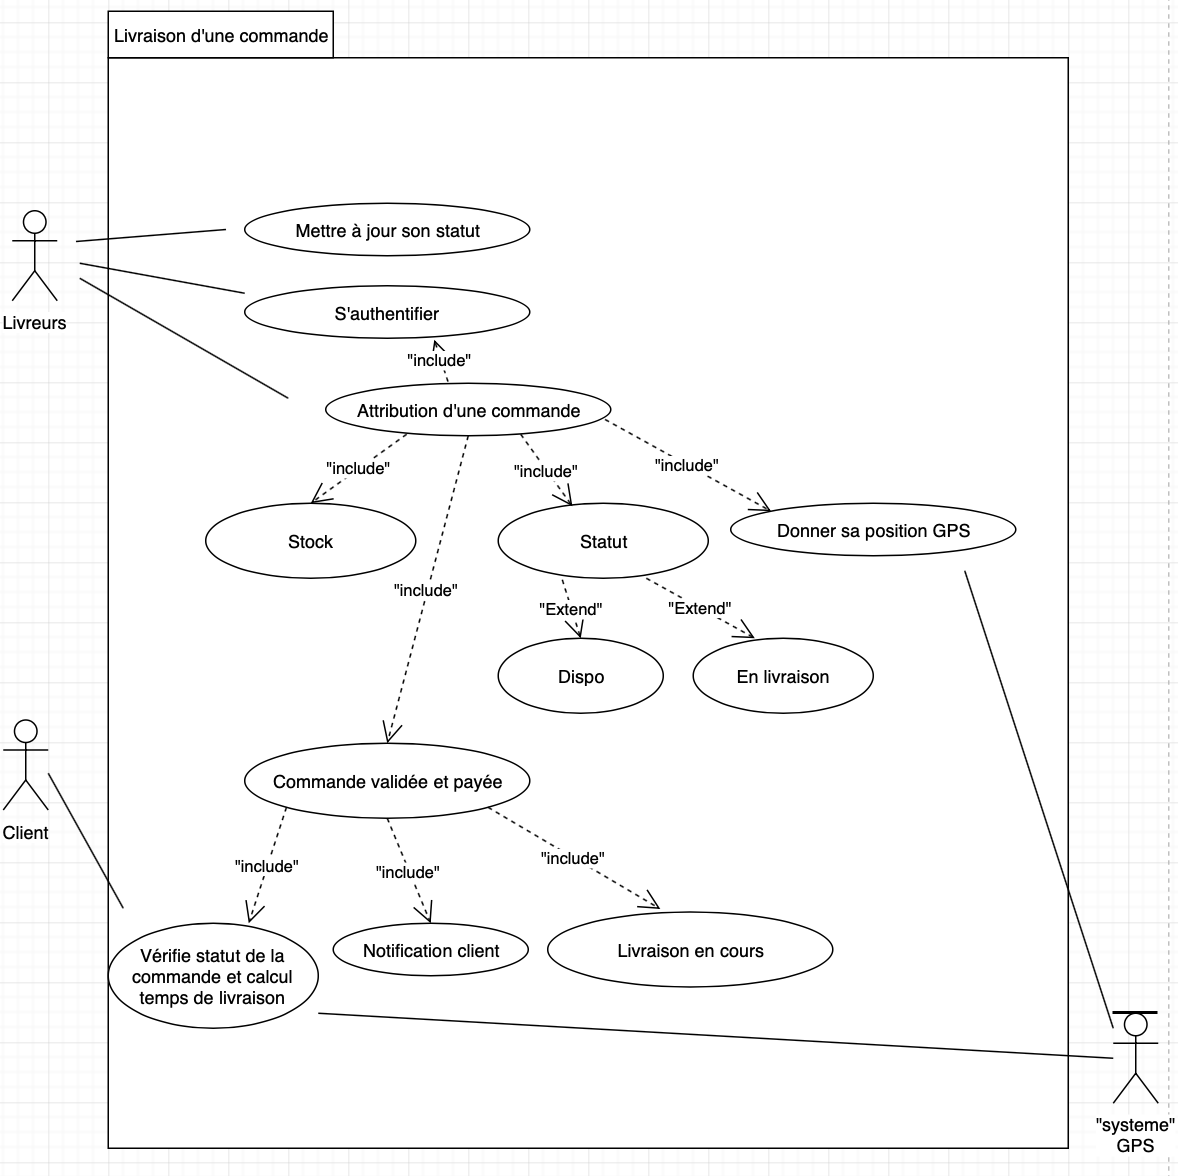 Livraison d'une commande
Mettre à jour son statut
Livreurs
S'authentifier
"include"
Attribution d'une commande
"include"
"include"
"include"
Stock
Statut
Donner sa position GPS
"include"
"Extend"
"Extend"
Dispo
En livraison
Commande validée et payée
Client
"include"
"include"
"include"
Vérifie statut de la
commande et calcul
temps de livraison
Notification client
Livraison en cours
"systeme"
GPS